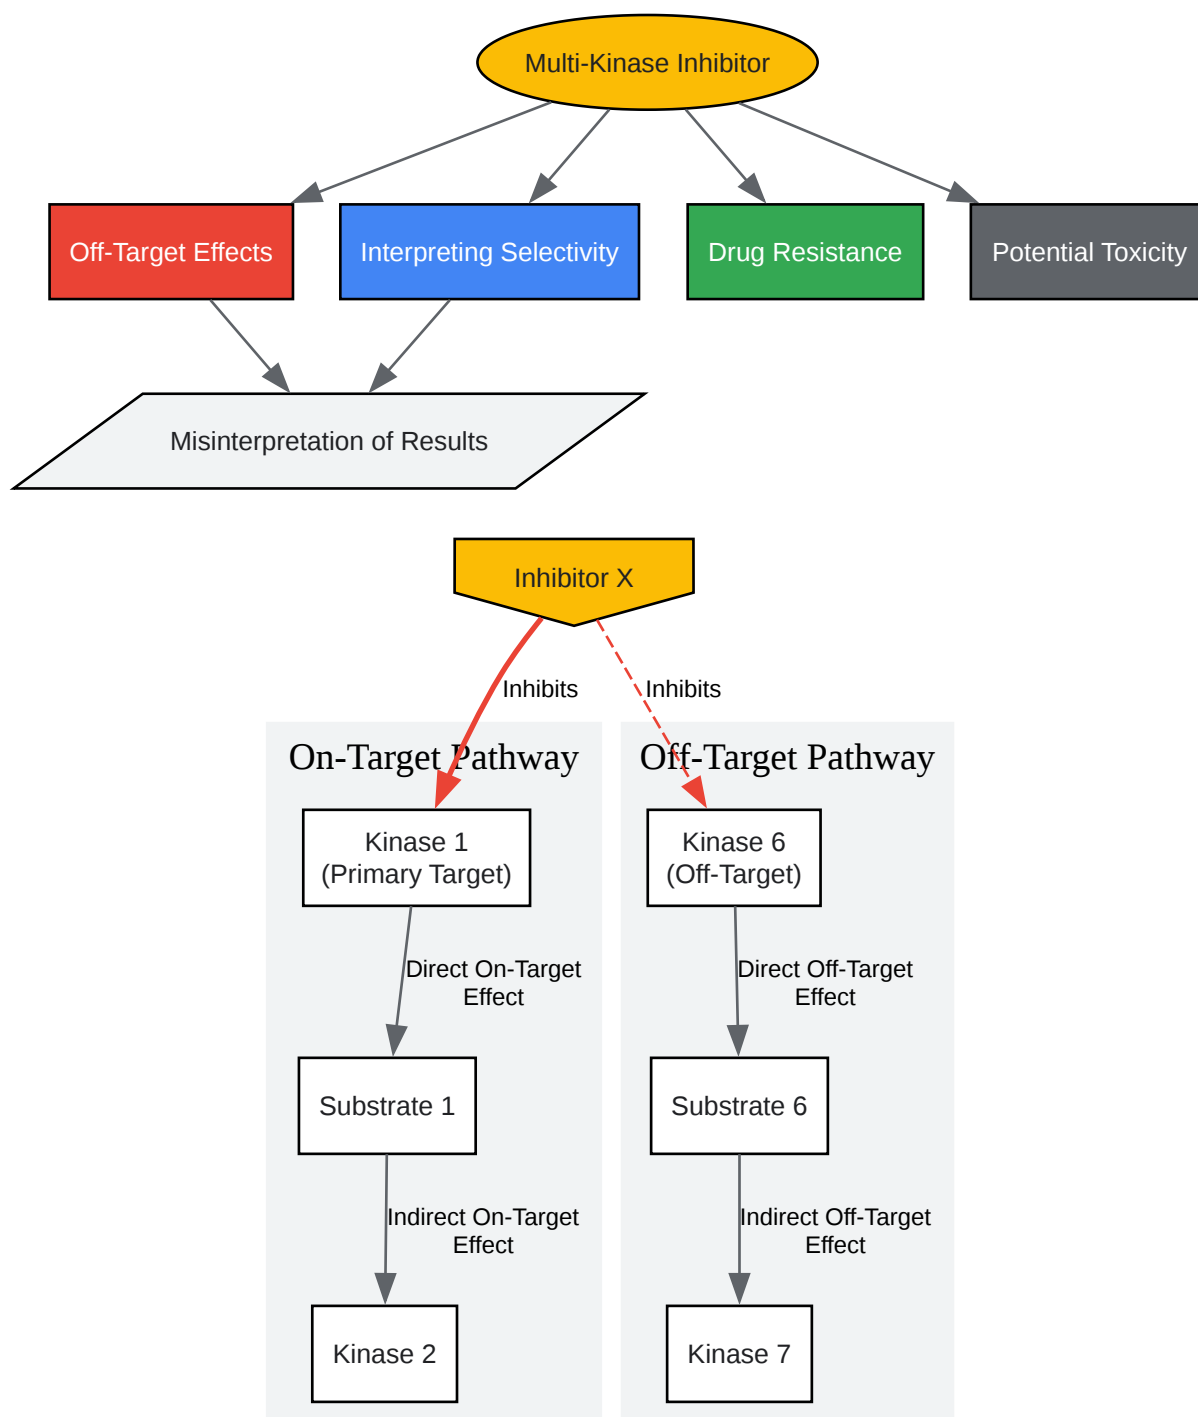 Multi-Kinase Inhibitor
Off-Target Effects
Interpreting Selectivity
Drug Resistance
Potential Toxicity
Misinterpretation of Results
Inhibitor X
Inhibits
Inhibits
On-Target Pathway
Off-Target Pathway
Kinase 1
(Primary Target)
Kinase 6
(Off-Target)
Direct On-Target
Effect
Direct Off-Target
Effect
Substrate 1
Substrate 6
Indirect On-Target
Effect
Indirect Off-Target
Effect
Kinase 2
Kinase 7